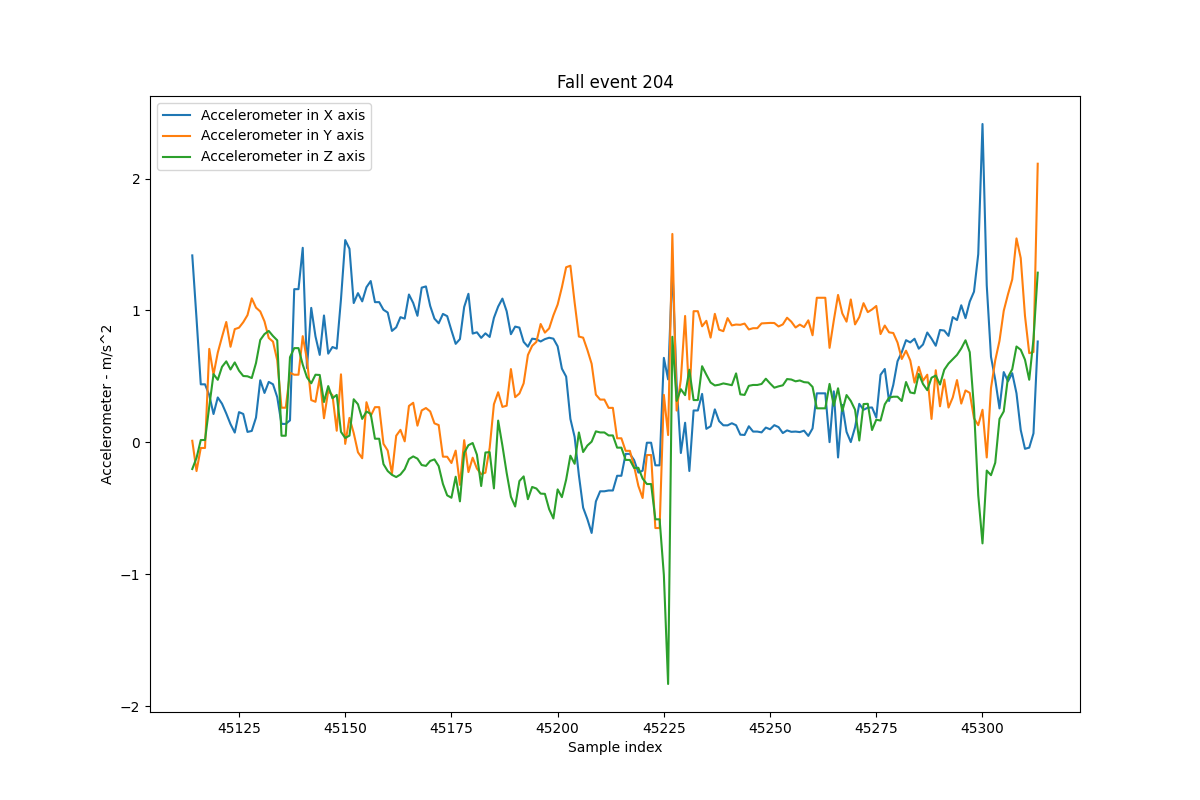 Fall event 204
Accelerometer in X axis
Accelerometer in Y axis
Accelerometer in Z axis
Accelerometer - m/s^2
2
1
0
−1
−2
45125 45150 45175 45200 45225 45250 45275 45300
Sample index